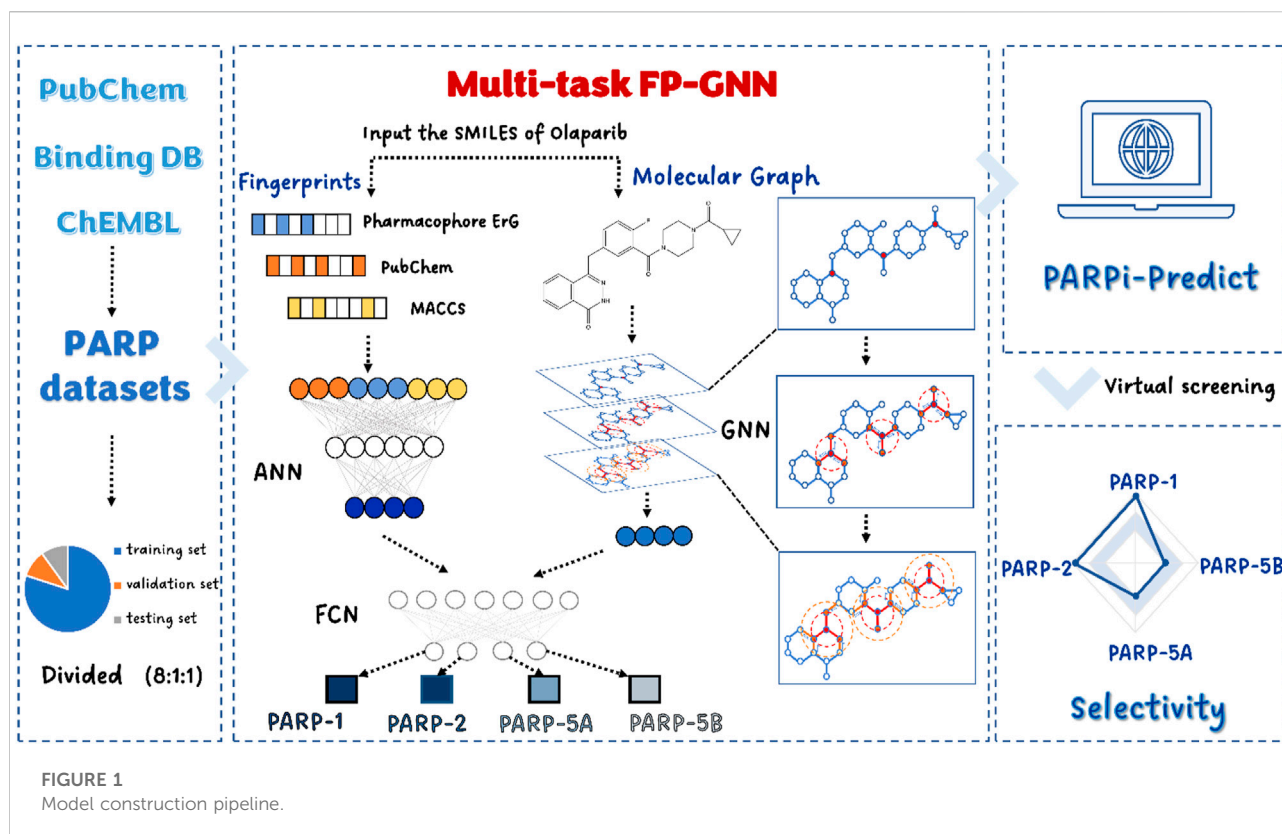 PubChem
Binding DB
ChEMBL
PARP
datasets
training set
validation set
testing set
Divided (8:1:1)
Multi-task FP-GNN
Input the SMILES of Olaparib
Fingerprints
Molecular Graph
Pharmacophore ErG
PubChem
MACCS
F
O
O
N
N
N
NH
O
ANN
GNN
FCN
PARP-1
PARP-2
PARP-5A
PARP-5B
PARPi-Predict
Virtual screening
PARP-1
PARP-2
PARP-5B
PARP-5A
Selectivity
FIGURE 1
Model construction pipeline.